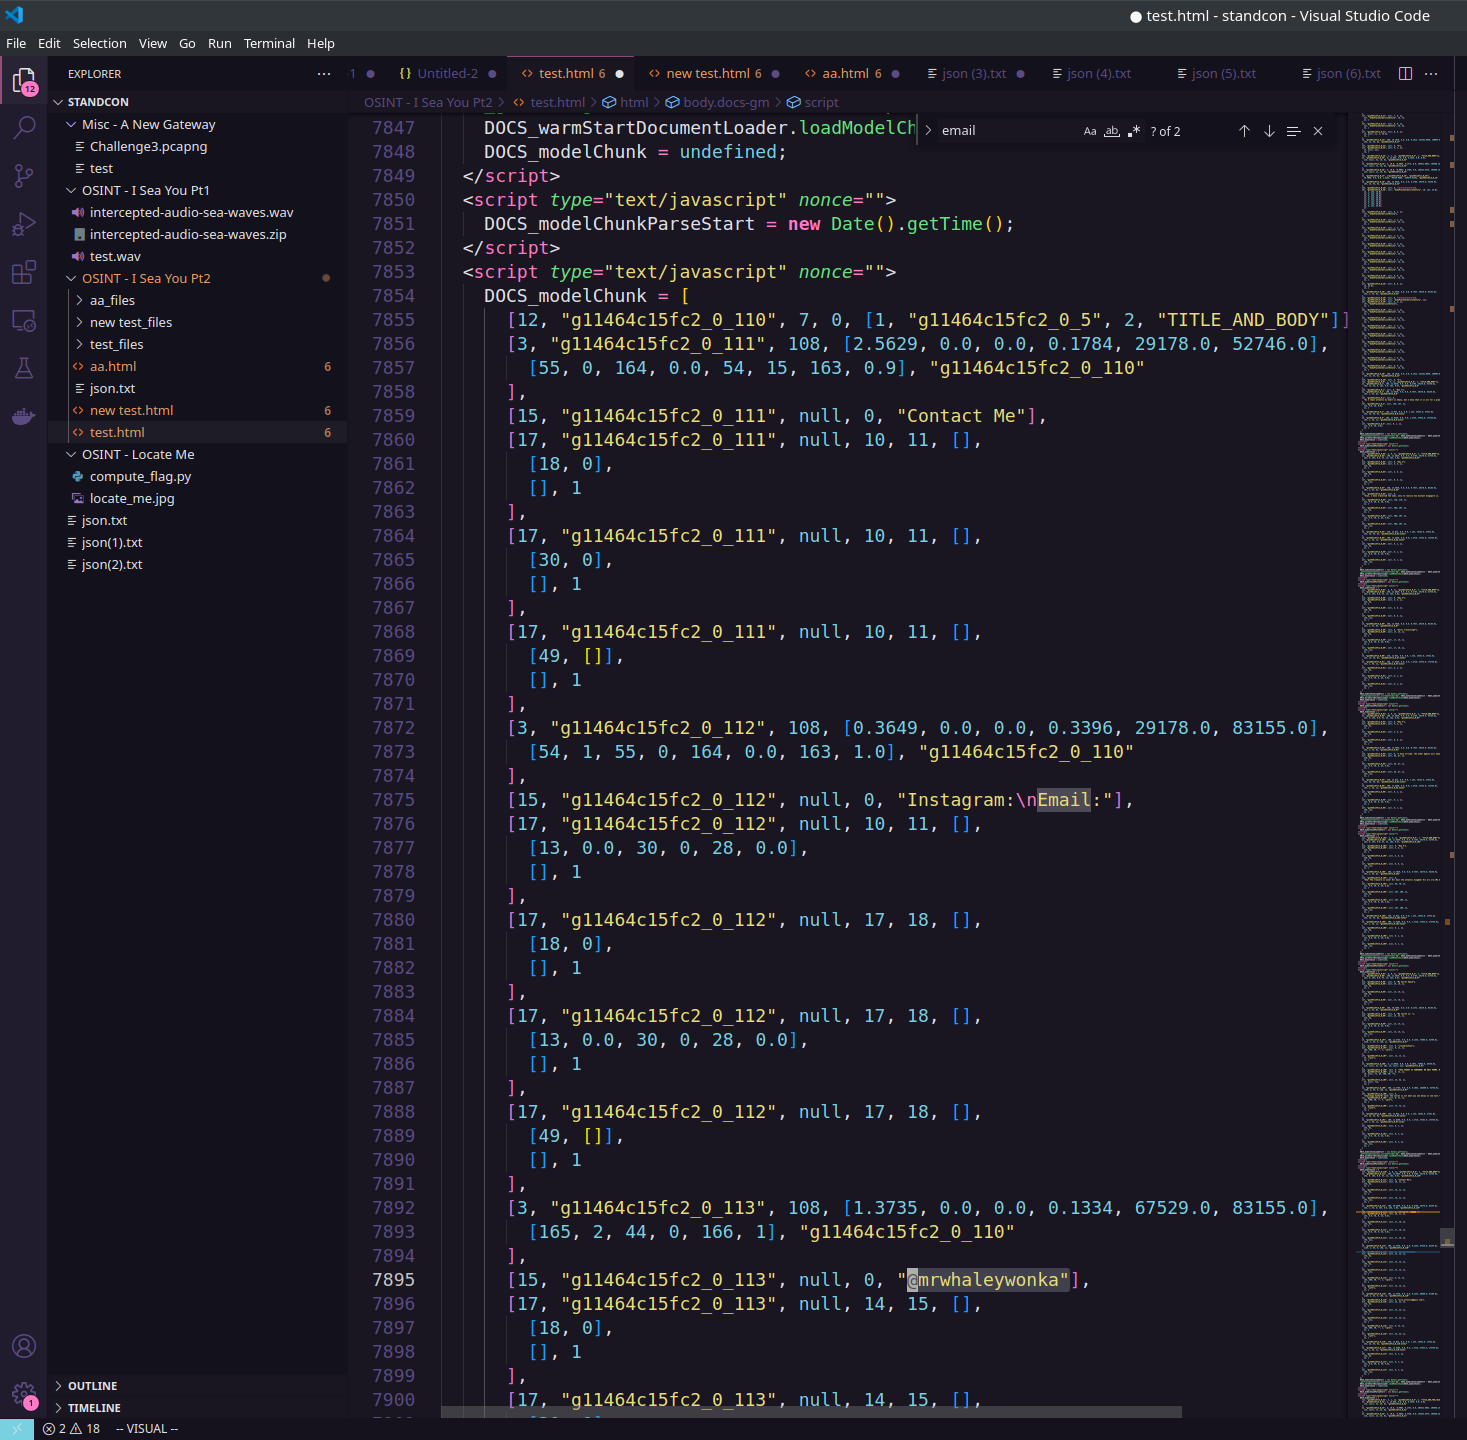 ● test.html - standcon - Visual Studio Code
File Edit Selection View Go Run Terminal Help
EXPLORER
-1
Untitled-2
test.html 6
new test.html 6
aa.html 6
json (3).txt
json (4).txt
json (5).txt
json (6).txt
12
OSINT - I Sea You Pt2 > test.html > html > body.docs-gm > script
email
Aa ab ? of 2
STANDCON
Misc - A New Gateway
Challenge3.pcapng
test
OSINT - I Sea You Pt1
intercepted-audio-sea-waves.wav
intercepted-audio-sea-waves.zip
test.wav
OSINT - I Sea You Pt2
aa_files
new test_files
test_files
aa.html 6
json.txt
new test.html 6
test.html 6
OSINT - Locate Me
compute_flag.py
locate_me.jpg
json.txt
json(1).txt
json(2).txt
OUTLINE
TIMELINE
7847 DOCS_warmStartDocumentLoader.loadModelCh
7848 DOCS_modelChunk = undefined;
7849 </script>
7850 <script type="text/javascript" nonce="">
7851 DOCS_modelChunkParseStart = new Date().getTime();
7852 </script>
7853 <script type="text/javascript" nonce="">
7854 DOCS_modelChunk = [
7855 [12, "g11464c15fc2_0_110", 7, 0, [1, "g11464c15fc2_0_5", 2, "TITLE_AND_BODY"]]
7856 [3, "g11464c15fc2_0_111", 108, [2.5629, 0.0, 0.0, 0.1784, 29178.0, 52746.0],
7857 [55, 0, 164, 0.0, 54, 15, 163, 0.9], "g11464c15fc2_0_110"
7858 ],
7859 [15, "g11464c15fc2_0_111", null, 0, "Contact Me"],
7860 [17, "g11464c15fc2_0_111", null, 10, 11, [],
7861 [18, 0],
7862 [], 1
7863 ],
7864 [17, "g11464c15fc2_0_111", null, 10, 11, [],
7865 [30, 0],
7866 [], 1
7867 ],
7868 [17, "g11464c15fc2_0_111", null, 10, 11, [],
7869 [49, []],
7870 [], 1
7871 ],
7872 [3, "g11464c15fc2_0_112", 108, [0.3649, 0.0, 0.0, 0.3396, 29178.0, 83155.0],
7873 [54, 1, 55, 0, 164, 0.0, 163, 1.0], "g11464c15fc2_0_110"
7874 ],
7875 [15, "g11464c15fc2_0_112", null, 0, "Instagram:\nEmail:"],
7876 [17, "g11464c15fc2_0_112", null, 10, 11, [],
7877 [13, 0.0, 30, 0, 28, 0.0],
7878 [], 1
7879 ],
7880 [17, "g11464c15fc2_0_112", null, 17, 18, [],
7881 [18, 0],
7882 [], 1
7883 ],
7884 [17, "g11464c15fc2_0_112", null, 17, 18, [],
7885 [13, 0.0, 30, 0, 28, 0.0],
7886 [], 1
7887 ],
7888 [17, "g11464c15fc2_0_112", null, 17, 18, [],
7889 [49, []],
7890 [], 1
7891 ],
7892 [3, "g11464c15fc2_0_113", 108, [1.3735, 0.0, 0.0, 0.1334, 67529.0, 83155.0],
7893 [165, 2, 44, 0, 166, 1], "g11464c15fc2_0_110"
7894 ],
7895 [15, "g11464c15fc2_0_113", null, 0, "@mrwhaleywonka"],
7896 [17, "g11464c15fc2_0_113", null, 14, 15, [],
7897 [18, 0],
7898 [], 1
7899 ],
7900 [17, "g11464c15fc2_0_113", null, 14, 15, [],
1
2 18 -- VISUAL --